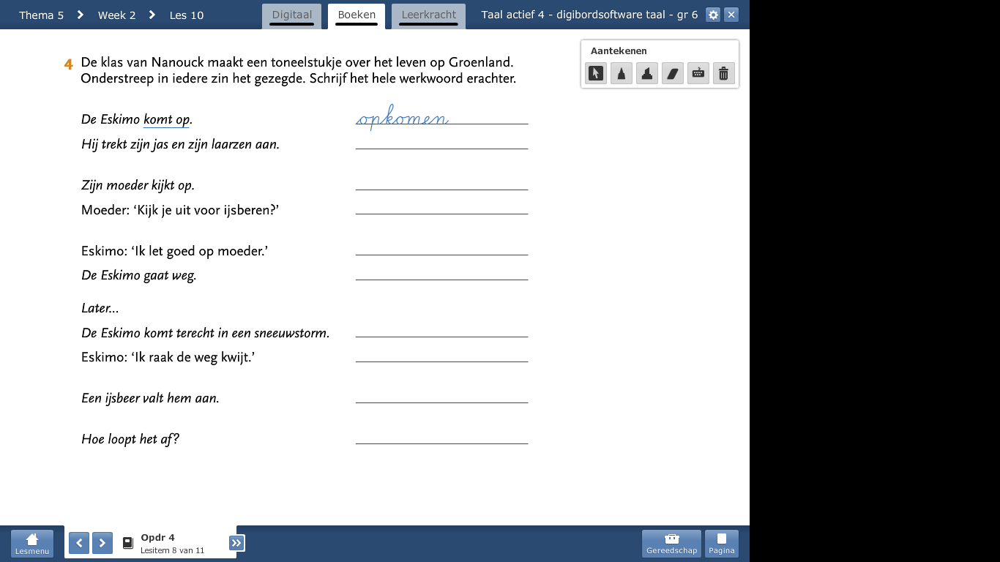 Thema 5 Week 2 Les 10 Digitaal Boeken Leerkracht Taal actief 4 - digibordsoftware taal - gr 6
Aantekenen
4 De klas van Nanouck maakt een toneelstukje over het leven op Groenland.
Onderstreep in iedere zin het gezegde. Schrijf het hele werkwoord erachter.
De Eskimo komt op. opkomen
Hij trekt zijn jas en zijn laarzen aan.
Zijn moeder kijkt op.
Moeder: ‘Kijk je uit voor ijsberen?’
Eskimo: ‘Ik let goed op moeder.’
De Eskimo gaat weg.
Later...
De Eskimo komt terecht in een sneeuwstorm.
Eskimo: ‘Ik raak de weg kwijt.’
Een ijsbeer valt hem aan.
Hoe loopt het af?
Opdr 4
Lesitem 8 van 11
Lesmenu Gereedschap Pagina